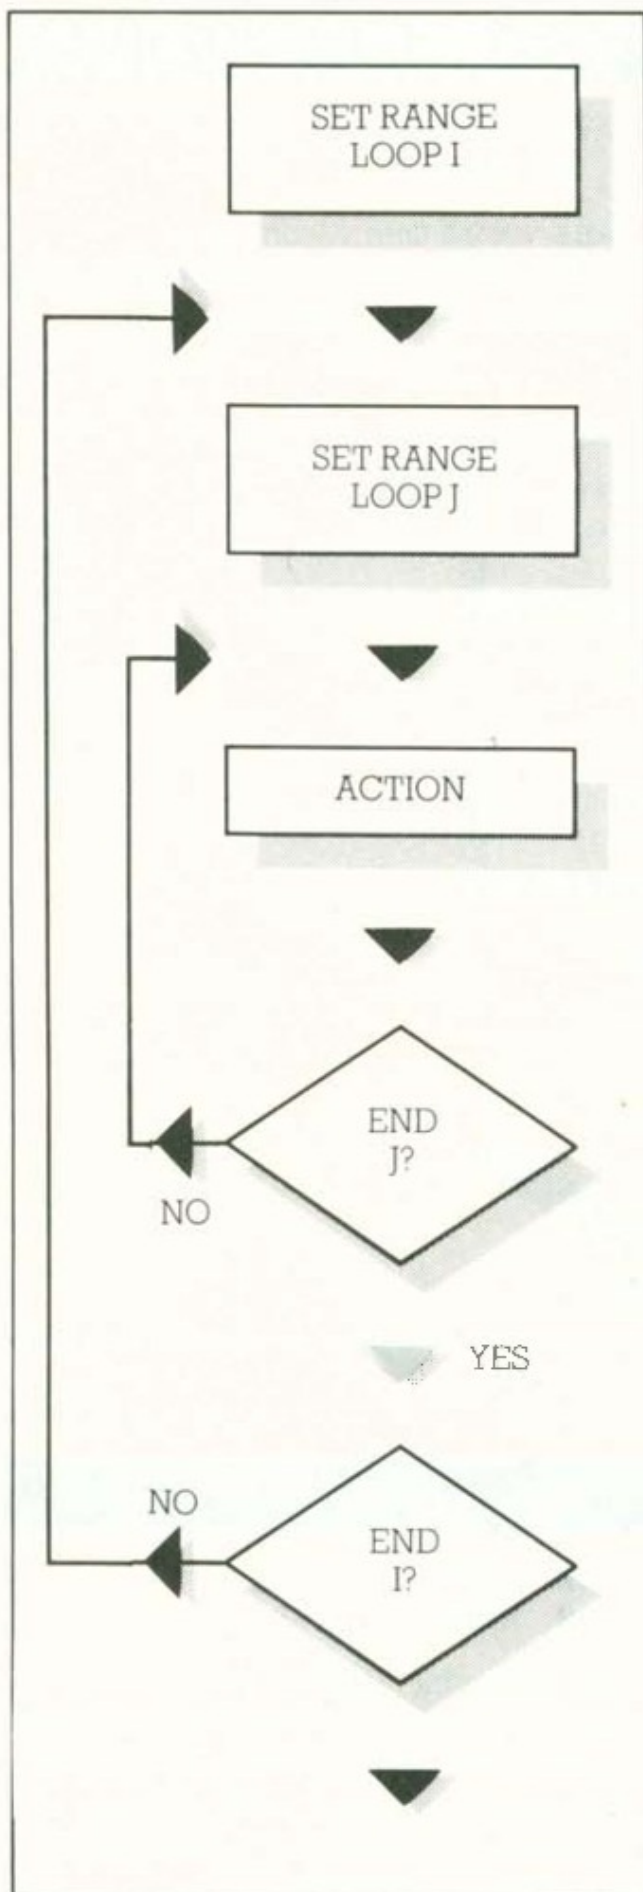 SET RANGE
LOOP I
SET RANGE
LOOP J
ACTION
END
J?
NO
YES
NO
END
I?